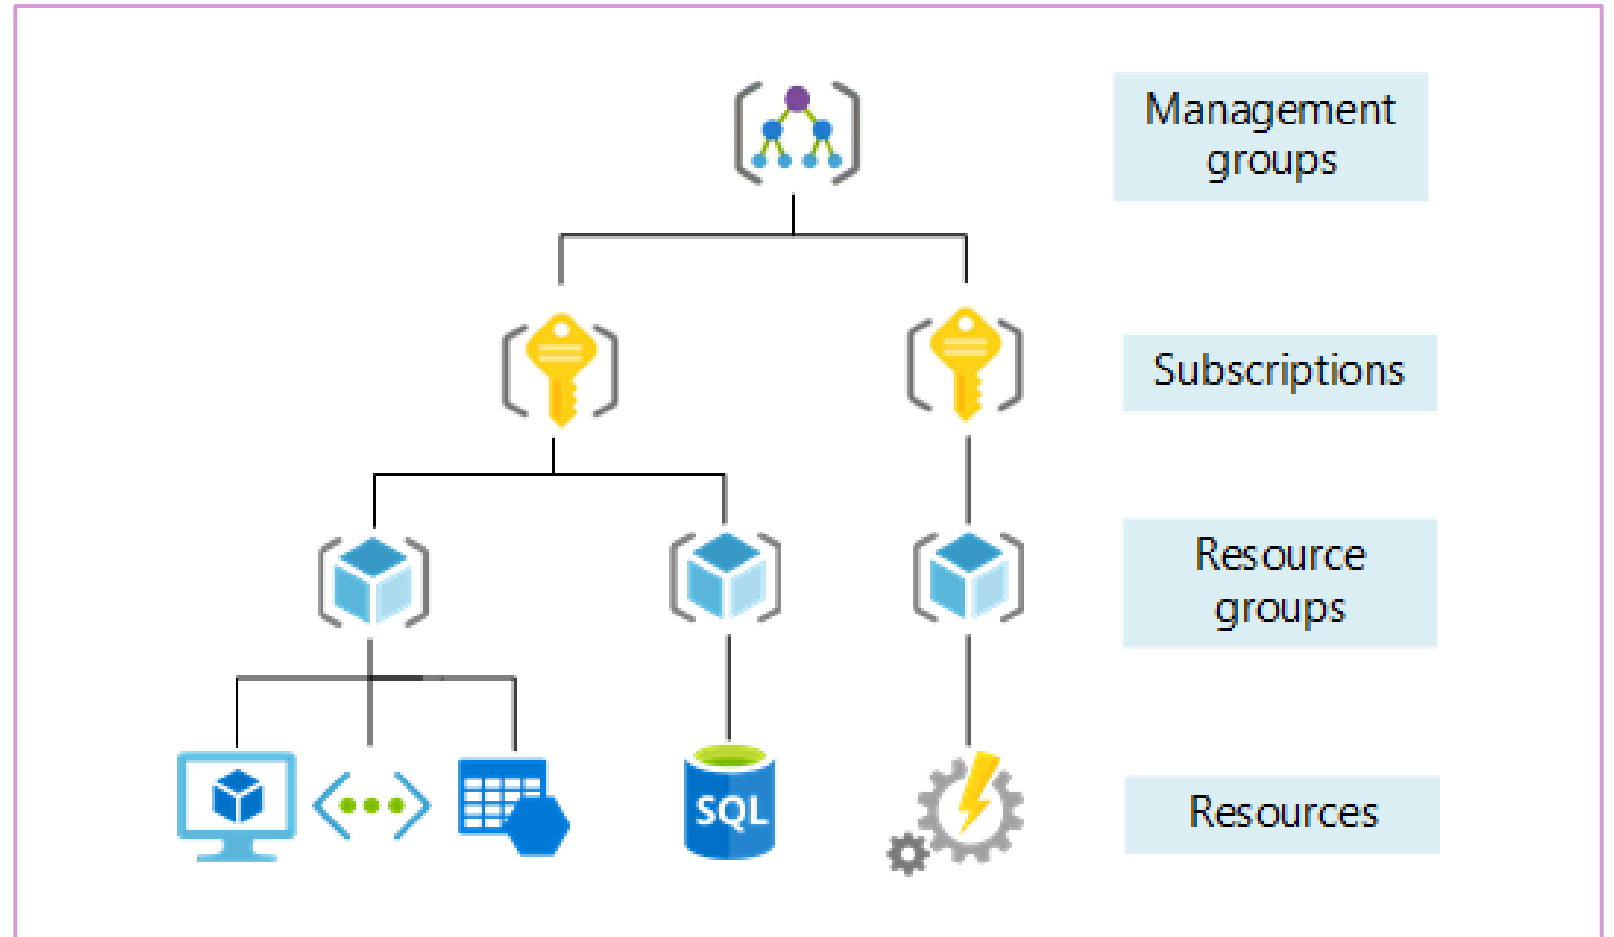 Management
groups
Subscriptions
Resource
groups
SQL
Resources